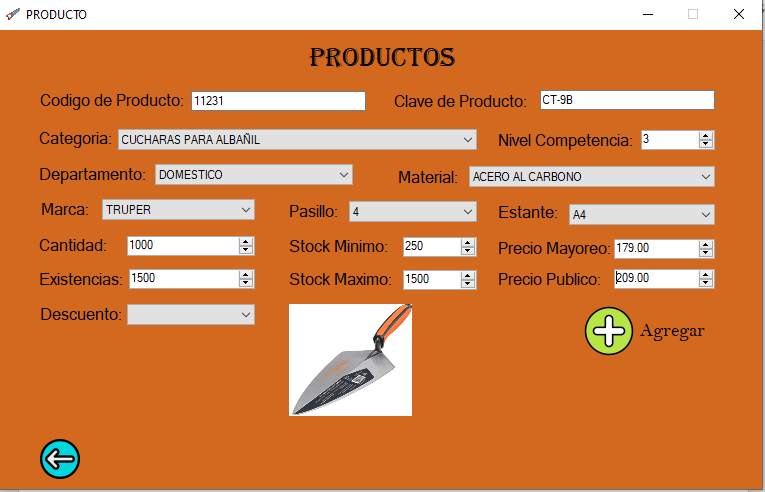 PRODUCTO
PRODUCTOS
Codigo de Producto: 11231 Clave de Producto: CT-9B
Categoria: CUCHARAS PARA ALBAÑIL Nivel Competencia: 3
Departamento: DOMESTICO Material: ACERO AL CARBONO
Marca: TRUPER Pasillo: 4 Estante: A4
Cantidad: 1000 Stock Minimo: 250 Precio Mayoreo: 179.00
Existencias: 1500 Stock Maximo: 1500 Precio Publico: 209.00
Descuento:
Agregar